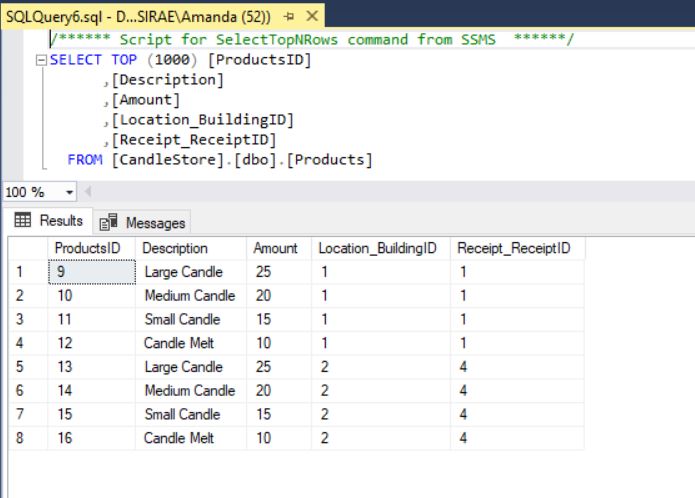 SQLQuery6.sql - D...SIRAE\Amanda (52))
/****** Script for SelectTopNRows command from SSMS ******/
SELECT TOP (1000) [ProductsID]
,[Description]
,[Amount]
,[Location_BuildingID]
,[Receipt_ReceiptID]
FROM [CandleStore].[dbo].[Products]
100 %
Results Messages
ProductsID Description Amount Location_BuildingID Receipt_ReceiptID
1 9 Large Candle 25 1 1
2 10 Medium Candle 20 1 1
3 11 Small Candle 15 1 1
4 12 Candle Melt 10 1 1
5 13 Large Candle 25 2 4
6 14 Medium Candle 20 2 4
7 15 Small Candle 15 2 4
8 16 Candle Melt 10 2 4